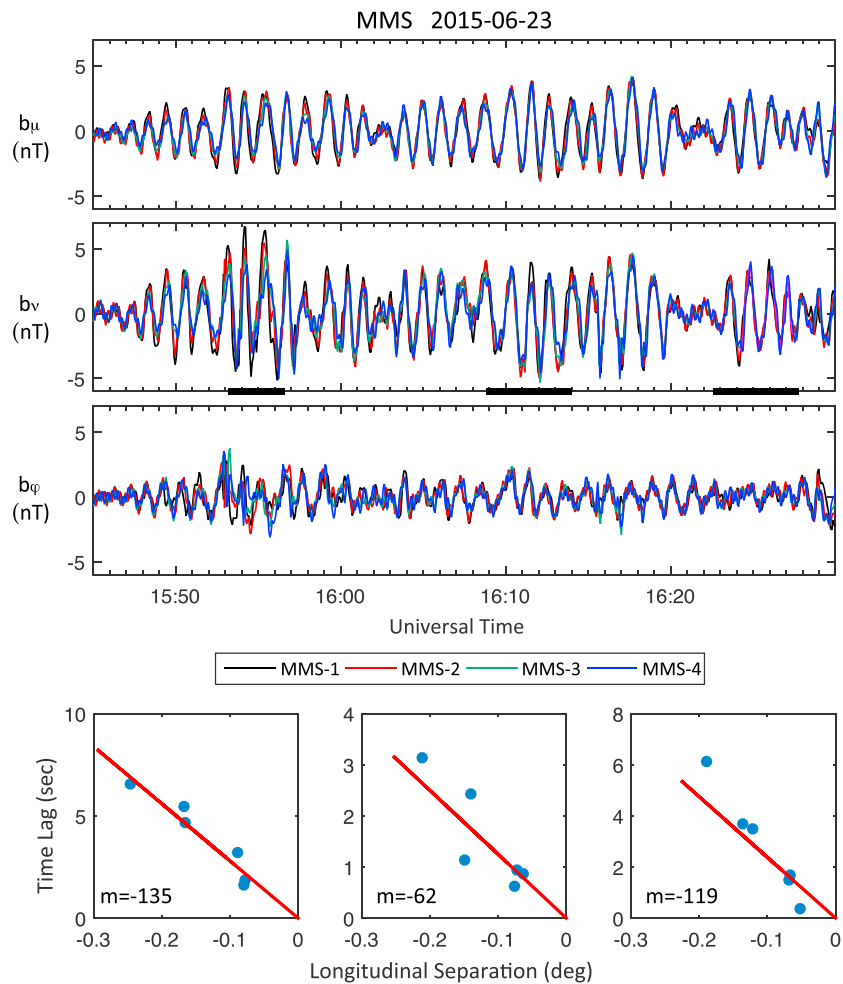 MMS 2015-06-23
5
0
-5
bμ
(nT)
5
0
-5
bν
(nT)
5
0
-5
bφ
(nT)
15:50 16:00 16:10 16:20
Universal Time
MMS-1 MMS-2 MMS-3 MMS-4
10
5
0
Time Lag (sec)
m=-135
-0.3 -0.2 -0.1 0
4
3
2
1
0
m=-62
-0.3 -0.2 -0.1 0
8
6
4
2
0
m=-119
-0.3 -0.2 -0.1 0
Longitudinal Separation (deg)